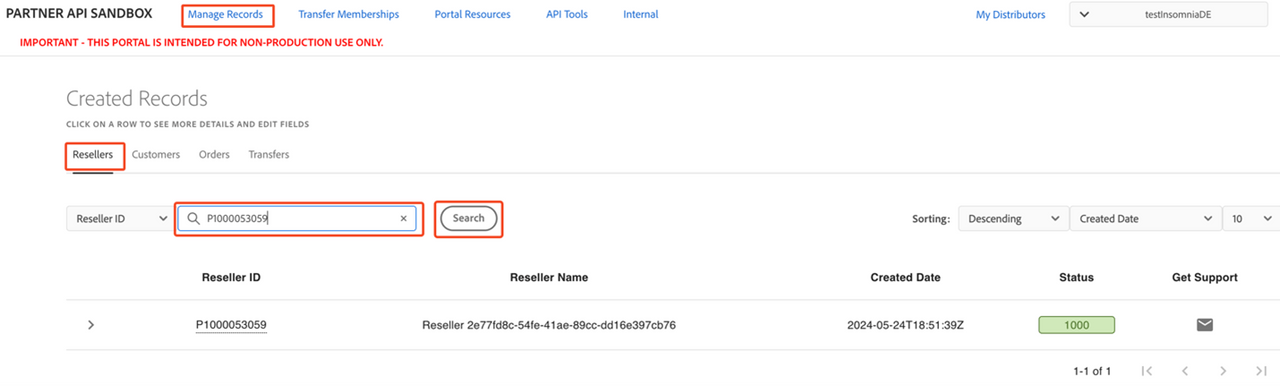 PARTNER API SANDBOX Manage Records Transfer Memberships Portal Resources API Tools Internal My Distributors testInsomniaDE
IMPORTANT - THIS PORTAL IS INTENDED FOR NON-PRODUCTION USE ONLY.
Created Records
CLICK ON A ROW TO SEE MORE DETAILS AND EDIT FIELDS
Resellers Customers Orders Transfers
Reseller ID P1000053059 × Search Sorting: Descending Created Date 10
Reseller ID Reseller Name Created Date Status Get Support
P1000053059 Reseller 2e77fd8c-54fe-41ae-89cc-dd16e397cb76 2024-05-24T18:51:39Z 1000
1-1 of 1